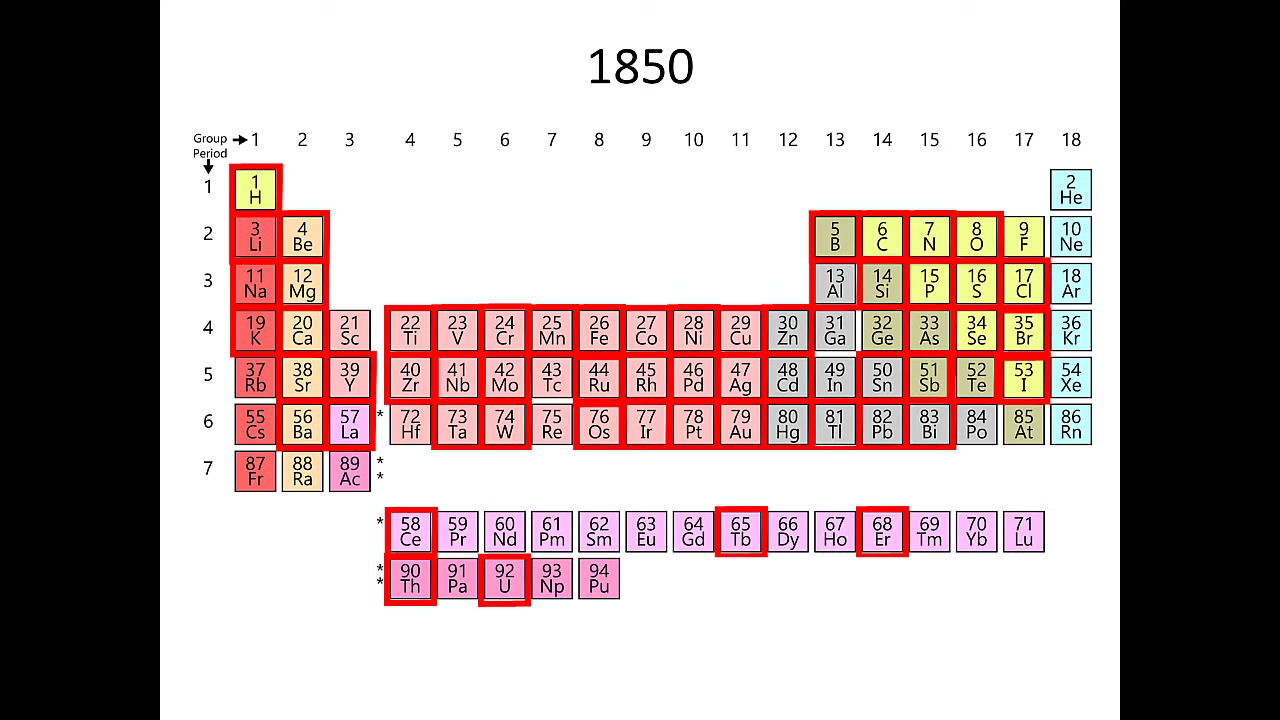 1850
Group 1 2 3 4 5 6 7 8 9 10 11 12 13 14 15 16 17 18
Period
1 1 2
H He
2 3 4 5 6 7 8 9 10
Li Be B C N O F Ne
3 11 12 13 14 15 16 17 18
Na Mg Al Si P S Cl Ar
4 19 20 21 22 23 24 25 26 27 28 29 30 31 32 33 34 35 36
K Ca Sc Ti V Cr Mn Fe Co Ni Cu Zn Ga Ge As Se Br Kr
5 37 38 39 40 41 42 43 44 45 46 47 48 49 50 51 52 53 54
Rb Sr Y Zr Nb Mo Tc Ru Rh Pd Ag Cd In Sn Sb Te I Xe
6 55 56 57 * 72 73 74 75 76 77 78 79 80 81 82 83 84 85 86
Cs Ba La Hf Ta W Re Os Ir Pt Au Hg Tl Pb Bi Po At Rn
7 87 88 89 *
Fr Ra Ac *
* 58 59 60 61 62 63 64 65 66 67 68 69 70 71
Ce Pr Nd Pm Sm Eu Gd Tb Dy Ho Er Tm Yb Lu
* 90 91 92 93 94
* Th Pa U Np Pu